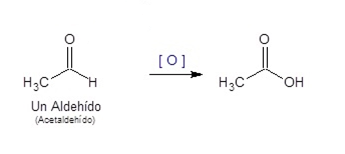 O
H₃C H
[ O ]
O
H₃C OH
Un Aldehído
(Acetaldehído)